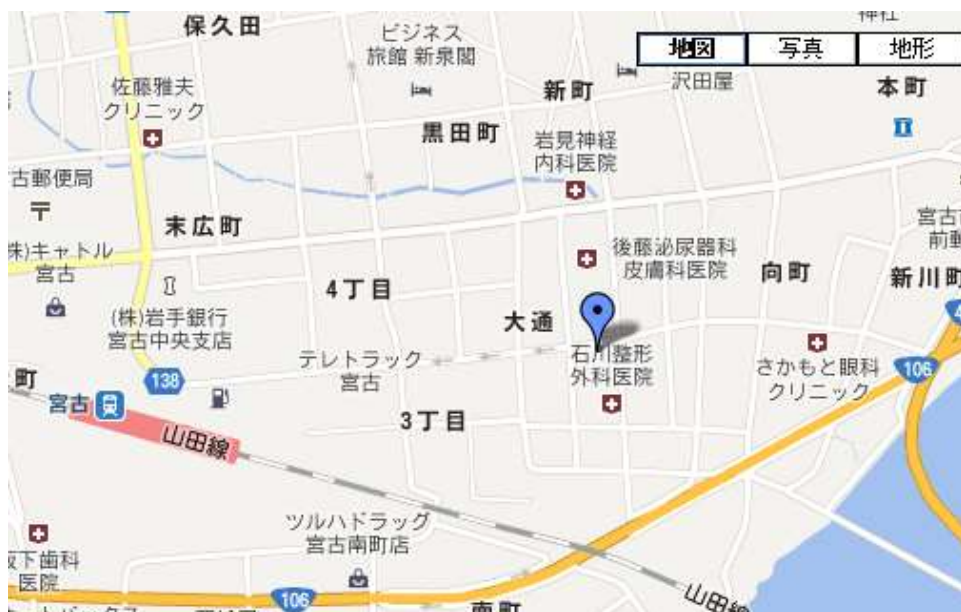 神社
保久田
ビジネス
旅館 新泉閣
地図
写真
地形
沢田屋
佐藤雅夫
クリニック
新町
本町
黒田町
岩見神経
内科医院
古郵便局
末広町
宮古
前郵
株)キャトル
宮古
後藤泌尿器科
皮膚科医院
向町
新川町
4丁目
(株)岩手銀行
宮古中央支店
大通
テレトラック
宮古
石川整形
外科医院
さかもと眼科
クリニック
106
138
町
宮古
3丁目
山田線
ツルハドラッグ
宮古南町店
下歯科
医院
106
南町
山田線